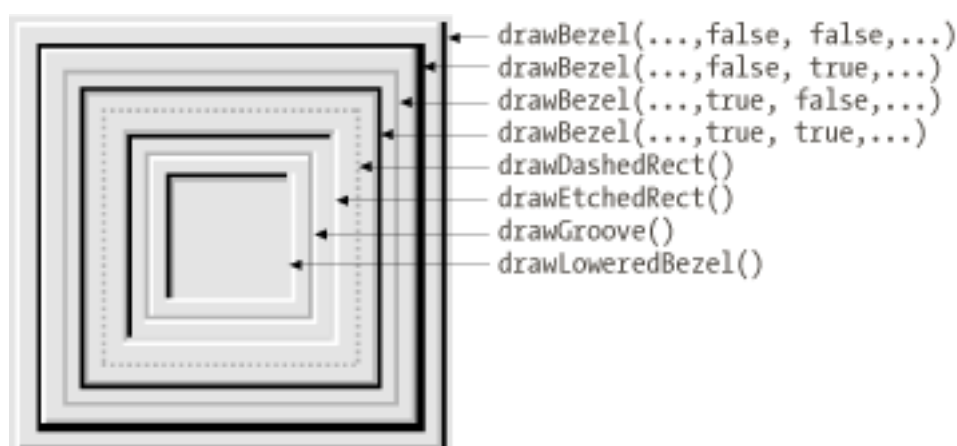 drawBezel(...,false, false,...)
drawBezel(...,false, true,...)
drawBezel(...,true, false,...)
drawBezel(...,true, true,...)
drawDashedRect()
drawEtchedRect()
drawGroove()
drawLoweredBezel()